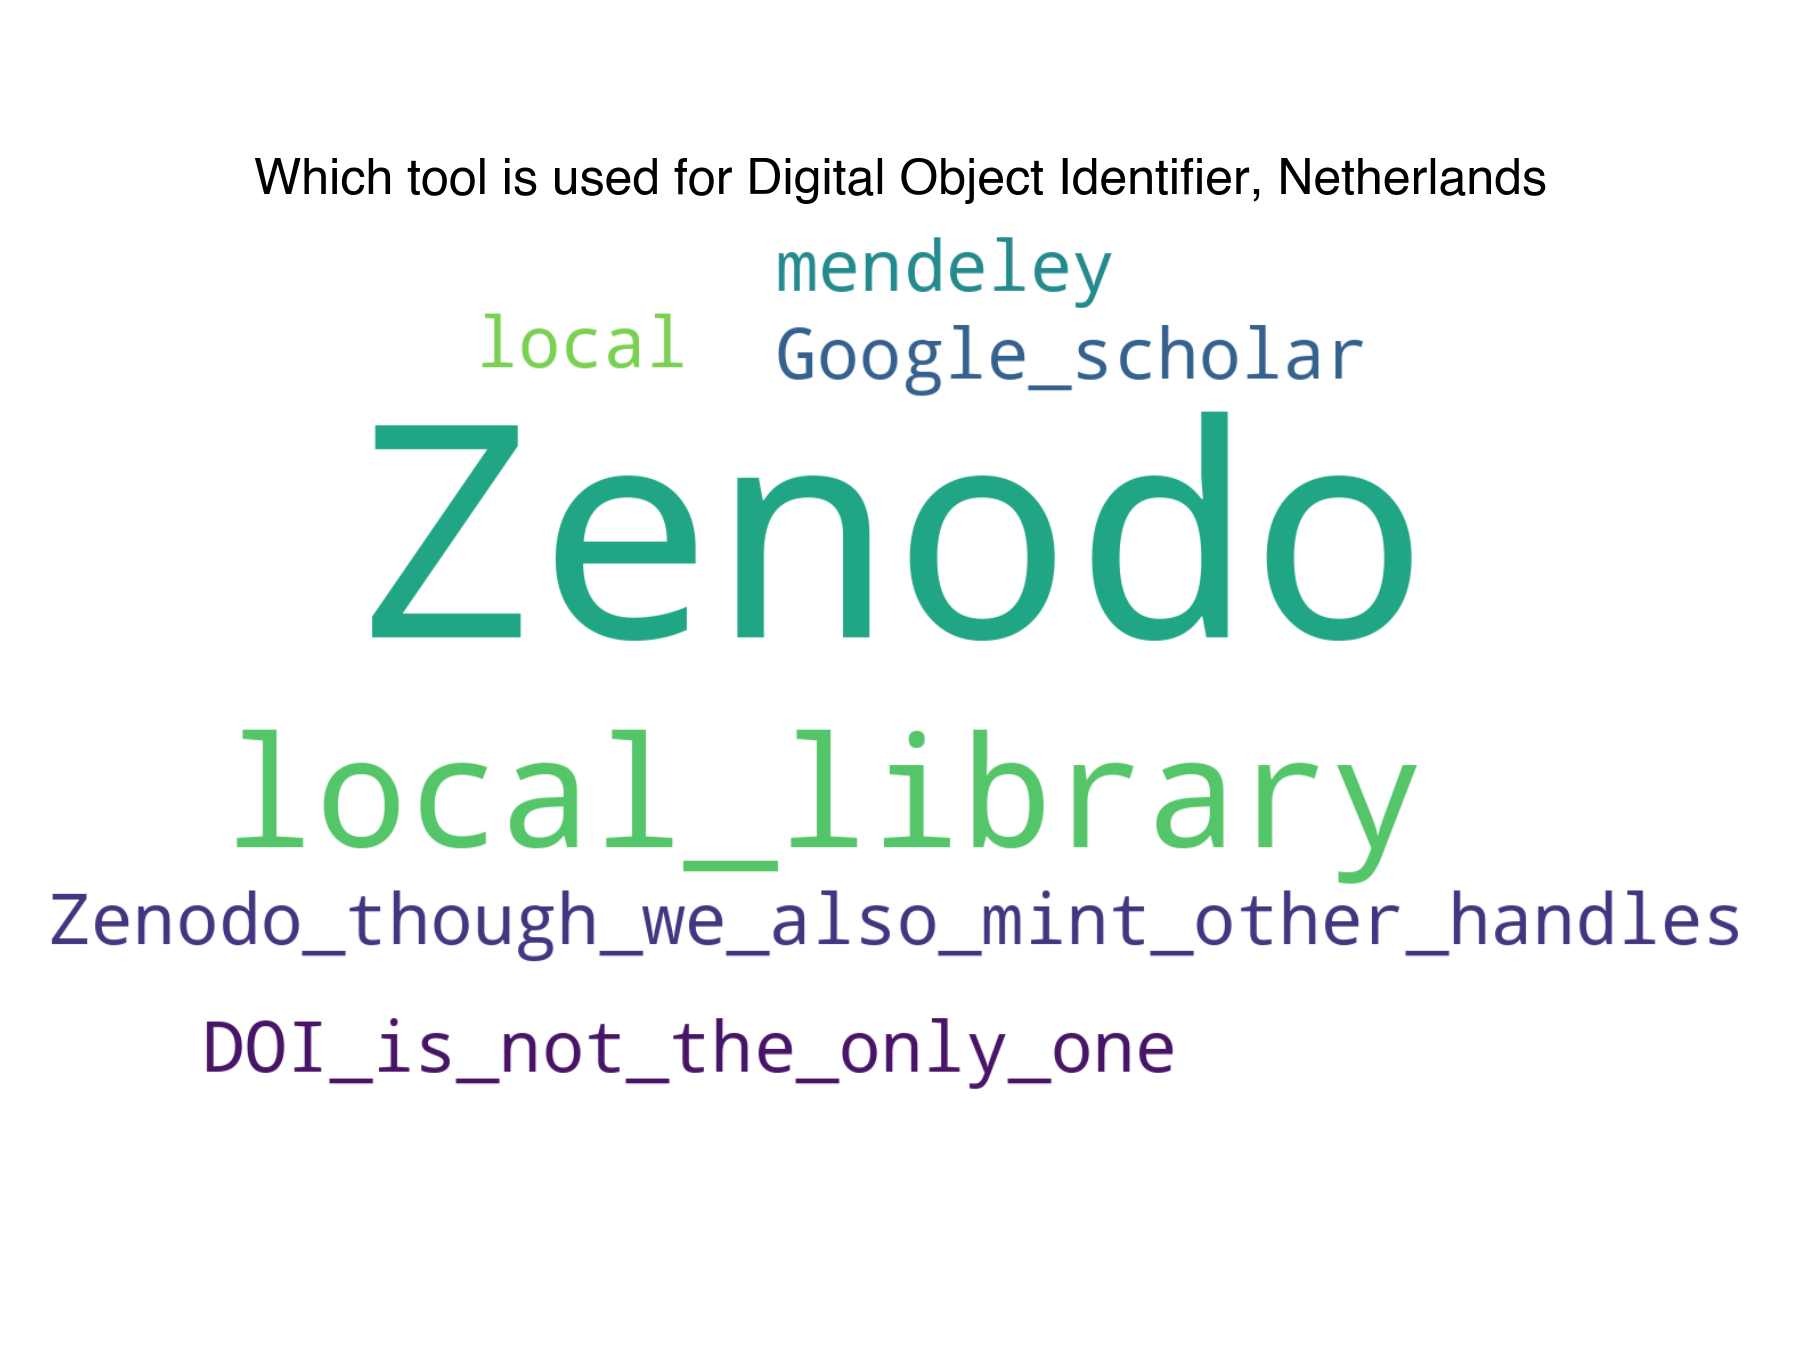 Which tool is used for Digital Object Identifier, Netherlands
mendeley
local
Google_scholar
Zenodo
local_library
Zenodo_though_we_also_mint_other_handles
DOI_is_not_the_only_one